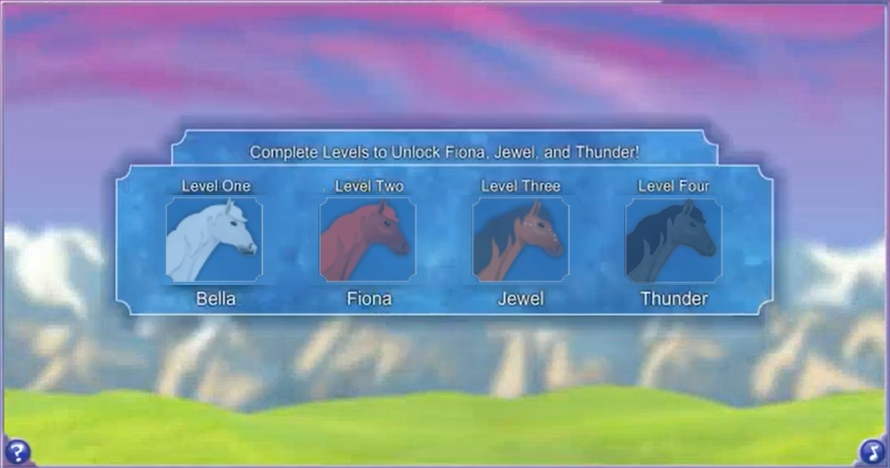 Complete Levels to Unlock Fiona, Jewel, and Thunder!
Level One Level Two Level Three Level Four
Bella Fiona Jewel Thunder
?